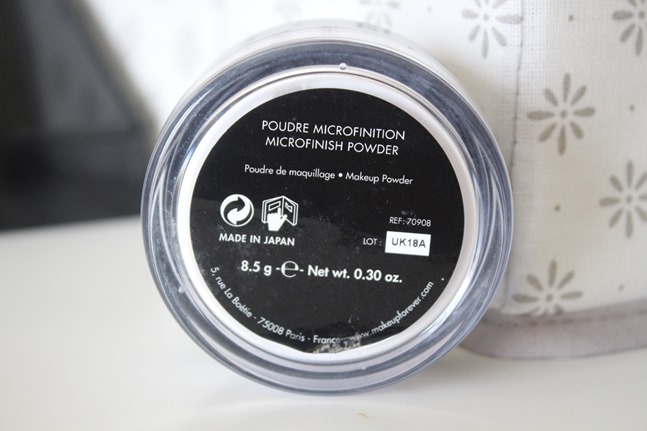 POUDRE MICROFINITION
MICROFINISH POWDER
Poudre de maquillage • Makeup Powder
REF: 70908
MADE IN JAPAN
LOT: UK18A
8.5 g -℮- Net wt. 0.30 oz.
5, rue La Boétie - 75008 Paris - France - www.makeupforever.com